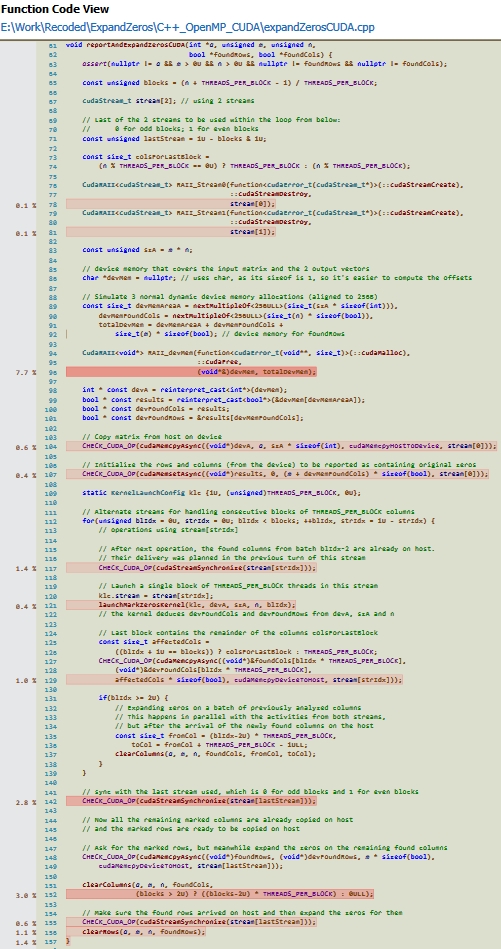 Function Code View
E:\Work\Recoded\ExpandZeros\C++_OpenMP_CUDA\expandZerosCUDA.cpp
61 void reportAndExpandZerosCUDA(int *a, unsigned m, unsigned n,
62 bool *foundRows, bool *foundCols) {
63 assert(nullptr != a && m > 0U && n > 0U && nullptr != foundRows && nullptr != foundCols);
64
65 const unsigned blocks = (n + THREADS_PER_BLOCK - 1) / THREADS_PER_BLOCK;
66
67 cudaStream_t stream[2]; // using 2 streams
68
69 // Last of the 2 streams to be used within the loop from below:
70 // 0 for odd blocks; 1 for even blocks
71 const unsigned lastStream = 1U - blocks & 1U;
72
73 const size_t colsForLastBlock =
74 (n % THREADS_PER_BLOCK == 0U) ? THREADS_PER_BLOCK : (n % THREADS_PER_BLOCK);
75
76 CudaRAII<cudaStream_t> RAII_Stream0(function<cudaError_t(cudaStream_t*)>(::cudaStreamCreate),
77 ::cudaStreamDestroy,
0.1 % 78 stream[0]);
79 CudaRAII<cudaStream_t> RAII_Stream1(function<cudaError_t(cudaStream_t*)>(::cudaStreamCreate),
80 ::cudaStreamDestroy,
0.1 % 81 stream[1]);
82
83 const unsigned szA = m * n;
84
85 // device memory that covers the input matrix and the 2 output vectors
86 char *devMem = nullptr; // uses char, as its sizeof is 1, so it's easier to compute the offsets
87
88 // Simulate 3 normal dynamic device memory allocations (aligned to 256B)
89 const size_t devMemAreaA = nextMultipleOf<256ULL>(size_t(szA * sizeof(int))),
90 devMemFoundCols = nextMultipleOf<256ULL>(size_t(n) * sizeof(bool)),
91 totalDevMem = devMemAreaA + devMemFoundCols +
92 size_t(m) * sizeof(bool); // device memory for foundRows
93
94 CudaRAII<void*> RAII_devMem(function<cudaError_t(void**, size_t)>(::cudaMalloc),
95 ::cudaFree,
7.7 % 96 (void*&)devMem, totalDevMem);
97
98 int * const devA = reinterpret_cast<int*>(devMem);
99 bool * const results = reinterpret_cast<bool*>(&devMem[devMemAreaA]);
100 bool * const devFoundCols = results;
101 bool * const devFoundRows = &results[devMemFoundCols];
102
103 // Copy matrix from host on device
0.6 % 104 CHECK_CUDA_OP(cudaMemcpyAsync((void*)devA, a, szA * sizeof(int), cudaMemcpyHostToDevice, stream[0]));
105
106 // Initialize the rows and columns (from the device) to be reported as containing original zeros
0.4 % 107 CHECK_CUDA_OP(cudaMemsetAsync((void*)results, 0, (m + devMemFoundCols) * sizeof(bool), stream[0]));
108
109 static KernelLaunchConfig klc {1U, (unsigned)THREADS_PER_BLOCK, 0U};
110
111 // Alternate streams for handling consecutive blocks of THREADS_PER_BLOCK columns
112 for(unsigned blIdx = 0U, strIdx = 0U; blIdx < blocks; ++blIdx, strIdx = 1U - strIdx) {
113 // operations using stream[strIdx]
114
115 // After next operation, the found columns from batch blIdx-2 are already on host.
116 // Their delivery was planned in the previous turn of this stream
1.4 % 117 CHECK_CUDA_OP(cudaStreamSynchronize(stream[strIdx]));
118
119 // Launch a single block of THREADS_PER_BLOCK threads in this stream
120 klc.stream = stream[strIdx];
0.4 % 121 launchMarkZerosKernel(klc, devA, szA, n, blIdx);
122 // the kernel deduces devFoundCols and devFoundRows from devA, szA and n
123
124 // Last block contains the remainder of the columns colsForLastBlock
125 const size_t affectedCols =
126 ((blIdx + 1U == blocks)) ? colsForLastBlock : THREADS_PER_BLOCK;
127 CHECK_CUDA_OP(cudaMemcpyAsync((void*)&foundCols[blIdx * THREADS_PER_BLOCK],
128 (void*)&devFoundCols[blIdx * THREADS_PER_BLOCK],
1.0 % 129 affectedCols * sizeof(bool), cudaMemcpyDeviceToHost, stream[strIdx]));
130
131 if(blIdx >= 2U) {
132 // Expanding zeros on a batch of previously analyzed columns
133 // This happens in parallel with the activities from both streams,
134 // but after the arrival of the newly found columns on the host
135 const size_t fromCol = (blIdx-2U) * THREADS_PER_BLOCK,
136 toCol = fromCol + THREADS_PER_BLOCK - 1ULL;
137 clearColumns(a, m, n, foundCols, fromCol, toCol);
138 }
139 }
140
141 // sync with the last stream used, which is 0 for odd blocks and 1 for even blocks
2.8 % 142 CHECK_CUDA_OP(cudaStreamSynchronize(stream[lastStream]));
143
144 // Now all the remaining marked columns are already copied on host
145 // and the marked rows are ready to be copied on host
146
147 // Ask for the marked rows, but meanwhile expand the zeros on the remaining found columns
148 CHECK_CUDA_OP(cudaMemcpyAsync((void*)foundRows, (void*)devFoundRows, m * sizeof(bool),
149 cudaMemcpyDeviceToHost, stream[lastStream]));
150
151 clearColumns(a, m, n, foundCols,
3.0 % 152 (blocks > 2U) ? ((blocks-2U) * THREADS_PER_BLOCK) : 0ULL);
153
154 // Make sure the found rows arrived on host and then expand the zeros for them
0.6 % 155 CHECK_CUDA_OP(cudaStreamSynchronize(stream[lastStream]));
1.1 % 156 clearRows(a, m, n, foundRows);
1.4 % 157 }